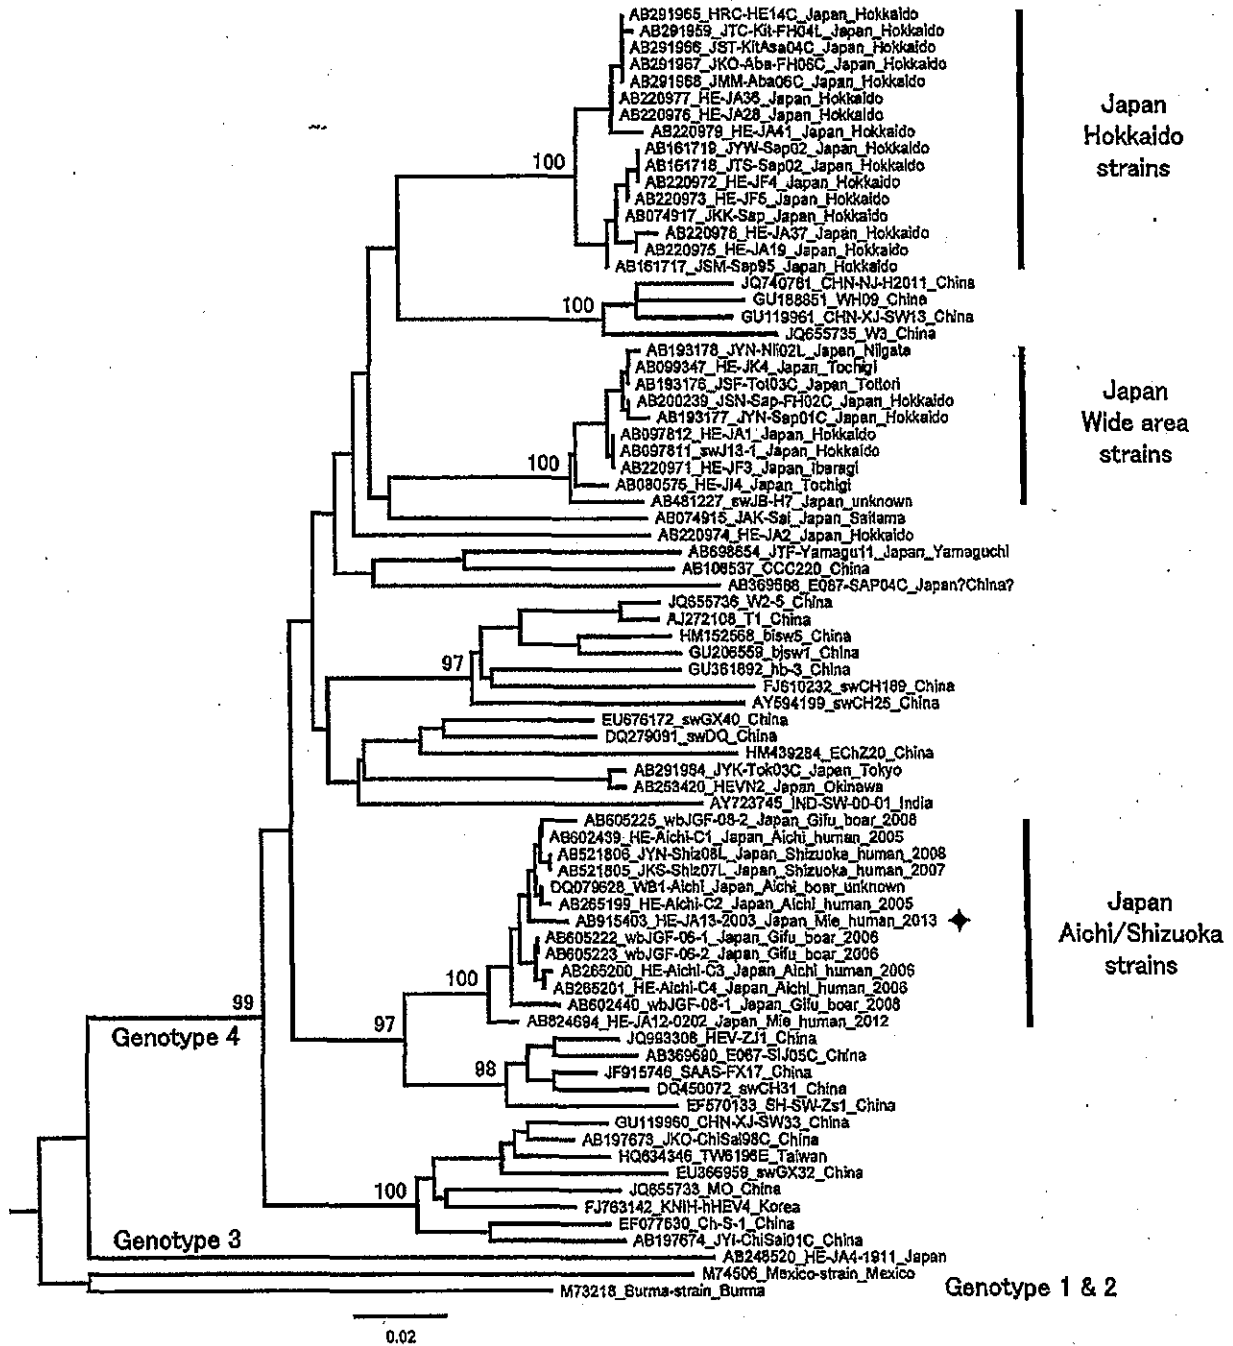 AB291965_HRC-HE14C_Japan_Hokkaido
AB291959_JTC-Kit-FH04L_Japan_Hokkaido
AB291966_JST-KitAsa04C_Japan_Hokkaido
AB291967_JKO-Aba-FH06C_Japan_Hokkaido
AB291968_JMM-Aba06C_Japan_Hokkaido
AB220977_HE-JA36_Japan_Hokkaido
AB220976_HE-JA28_Japan_Hokkaido
AB220979_HE-JA41_Japan_Hokkaido
AB161719_JYW-Sap02_Japan_Hokkaido
AB161718_JTS-Sap02_Japan_Hokkaido
AB220972_HE-JF4_Japan_Hokkaido
AB220973_HE-JF5_Japan_Hokkaido
AB074917_JKK-Sap_Japan_Hokkaido
AB220978_HE-JA37_Japan_Hokkaido
AB220975_HE-JA19_Japan_Hokkaido
AB161717_JSM-Sap95_Japan_Hokkaido
Japan
Hokkaido
strains
100
JQ740781_CHN-NJ-H2011_China
GU188851_WH09_China
GU119961_CHN-XJ-SW13_China
JQ655735_W3_China
100
AB193178_JYN-Nii02L_Japan_Niigata
AB099347_HE-JK4_Japan_Tochigi
AB193176_JSF-Tot03C_Japan_Tottori
AB200239_JSN-Sap-FH02C_Japan_Hokkaido
AB193177_JYN-Sap01C_Japan_Hokkaido
AB097812_HE-JA1_Japan_Hokkaido
AB097811_swJ13-1_Japan_Hokkaido
AB220971_HE-JF3_Japan_Ibaragi
AB080575_HE-JI4_Japan_Tochigi
AB481227_swJB-H7_Japan_unknown
Japan
Wide area
strains
100
AB074915_JAK-Sai_Japan_Saitama
AB220974_HE-JA2_Japan_Hokkaido
AB698654_JTF-Yamagu11_Japan_Yamaguchi
AB108537_CCC220_China
AB369688_E087-SAP04C_Japan?China?
JQ655736_W2-5_China
AJ272108_T1_China
HM152568_bjsw5_China
GU206559_bjsw1_China
GU361892_hb-3_China
FJ610232_swCH189_China
AY594199_swCH25_China
97
EU676172_swGX40_China
DQ279091_swDQ_China
HM439284_EChZ20_China
AB291964_JYK-Tok03C_Japan_Tokyo
AB253420_HEVN2_Japan_Okinawa
AY723745_IND-SW-00-01_India
AB605225_wbJGF-08-2_Japan_Gifu_boar_2008
AB602439_HE-Aichi-C1_Japan_Aichi_human_2005
AB521806_JYN-Shiz08L_Japan_Shizuoka_human_2008
AB521805_JKS-Shiz07L_Japan_Shizuoka_human_2007
DQ079628_WB1-Aichi_Japan_Aichi_boar_unknown
AB265199_HE-Aichi-C2_Japan_Aichi_human_2005
AB915403_HE-JA13-2003_Japan_Mie_human_2013
AB605222_wbJGF-06-1_Japan_Gifu_boar_2006
AB605223_wbJGF-06-2_Japan_Gifu_boar_2006
AB265200_HE-Aichi-C3_Japan_Aichi_human_2006
AB265201_HE-Aichi-C4_Japan_Aichi_human_2006
AB602440_wbJGF-08-1_Japan_Gifu_boar_2008
AB824694_HE-JA12-0202_Japan_Mie_human_2012
Japan
Aichi/Shizuoka
strains
100
97
99
Genotype 4
JQ993308_HEV-ZJ1_China
AB369690_E067-SIJ05C_China
JF915746_SAAS-FX17_China
DQ450072_swCH31_China
EF570133_SH-SW-Zs1_China
98
GU119960_CHN-XJ-SW33_China
AB197673_JKO-ChiSai98C_China
HQ634346_TW6196E_Taiwan
EU366959_swGX32_China
JQ655733_MO_China
FJ763142_KNIH-hHEV4_Korea
EF077630_Ch-S-1_China
AB197674_JYI-ChiSai01C_China
100
Genotype 3
AB248520_HE-JA4-1911_Japan
M74506_Mexico-strain_Mexico
M73218_Burma-strain_Burma
Genotype 1 & 2
0.02